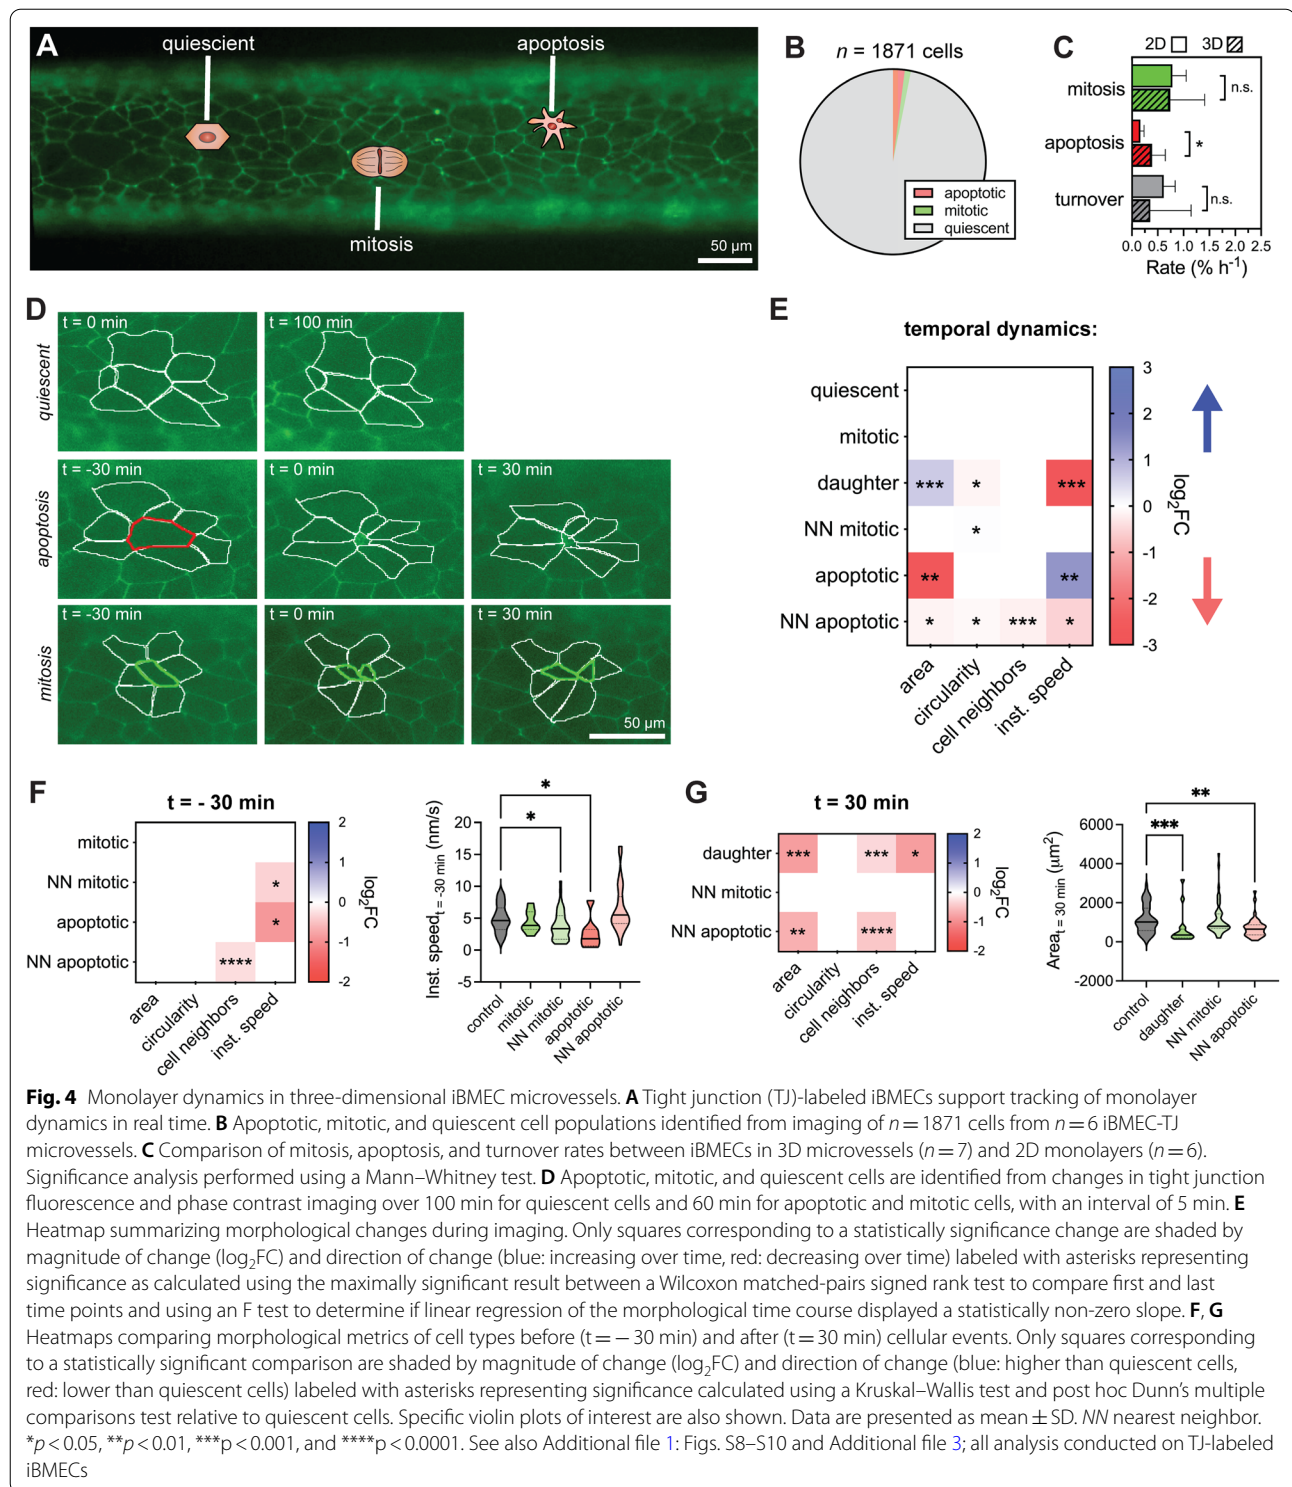 A
quiescient
apoptosis
mitosis
50 µm
B
n = 1871 cells
apoptotic
mitotic
quiescent
C
2D
3D
mitosis
n.s.
apoptosis
*
turnover
n.s.
0.0 0.5 1.0 1.5 2.0 2.5
Rate (% h-1)
D
quiescent
t = 0 min
t = 100 min
apoptosis
t = -30 min
t = 0 min
t = 30 min
mitosis
t = -30 min
t = 0 min
t = 30 min
50 µm
E
temporal dynamics:
quiescent
mitotic
daughter
*** * ***
NN mitotic
*
apoptotic
** **
NN apoptotic
* * *** *
area
circularity
cell neighbors
inst. speed
3
2
1
0
-1
-2
-3
log2FC
F
t = - 30 min
mitotic
NN mitotic
*
apoptotic
*
NN apoptotic
****
area
circularity
cell neighbors
inst. speed
2
1
0
-1
-2
log2FC
Inst. speed t = -30 min (nm/s)
20
15
10
5
0
-5
*
*
control
mitotic
NN mitotic
apoptotic
NN apoptotic
G
t = 30 min
daughter
*** *** *
NN mitotic
NN apoptotic
** ****
area
circularity
cell neighbors
inst. speed
2
1
0
-1
-2
log2FC
Area t = 30 min (µm2)
6000
4000
2000
0
-2000
**
***
control
daughter
NN mitotic
NN apoptotic
Fig. 4 Monolayer dynamics in three-dimensional iBMEC microvessels. A Tight junction (TJ)-labeled iBMECs support tracking of monolayer
dynamics in real time. B Apoptotic, mitotic, and quiescent cell populations identified from imaging of n = 1871 cells from n = 6 iBMEC-TJ
microvessels. C Comparison of mitosis, apoptosis, and turnover rates between iBMECs in 3D microvessels (n = 7) and 2D monolayers (n = 6).
Significance analysis performed using a Mann–Whitney test. D Apoptotic, mitotic, and quiescent cells are identified from changes in tight junction
fluorescence and phase contrast imaging over 100 min for quiescent cells and 60 min for apoptotic and mitotic cells, with an interval of 5 min. E
Heatmap summarizing morphological changes during imaging. Only squares corresponding to a statistically significance change are shaded by
magnitude of change (log2FC) and direction of change (blue: increasing over time, red: decreasing over time) labeled with asterisks representing
significance as calculated using the maximally significant result between a Wilcoxon matched-pairs signed rank test to compare first and last
time points and using an F test to determine if linear regression of the morphological time course displayed a statistically non-zero slope. F, G
Heatmaps comparing morphological metrics of cell types before (t = − 30 min) and after (t = 30 min) cellular events. Only squares corresponding
to a statistically significant comparison are shaded by magnitude of change (log2FC) and direction of change (blue: higher than quiescent cells,
red: lower than quiescent cells) labeled with asterisks representing significance calculated using a Kruskal–Wallis test and post hoc Dunn's multiple
comparisons test relative to quiescent cells. Specific violin plots of interest are also shown. Data are presented as mean ± SD. NN nearest neighbor.
*p < 0.05, **p < 0.01, ***p < 0.001, and ****p < 0.0001. See also Additional file 1: Figs. S8–S10 and Additional file 3; all analysis conducted on TJ-labeled
iBMECs